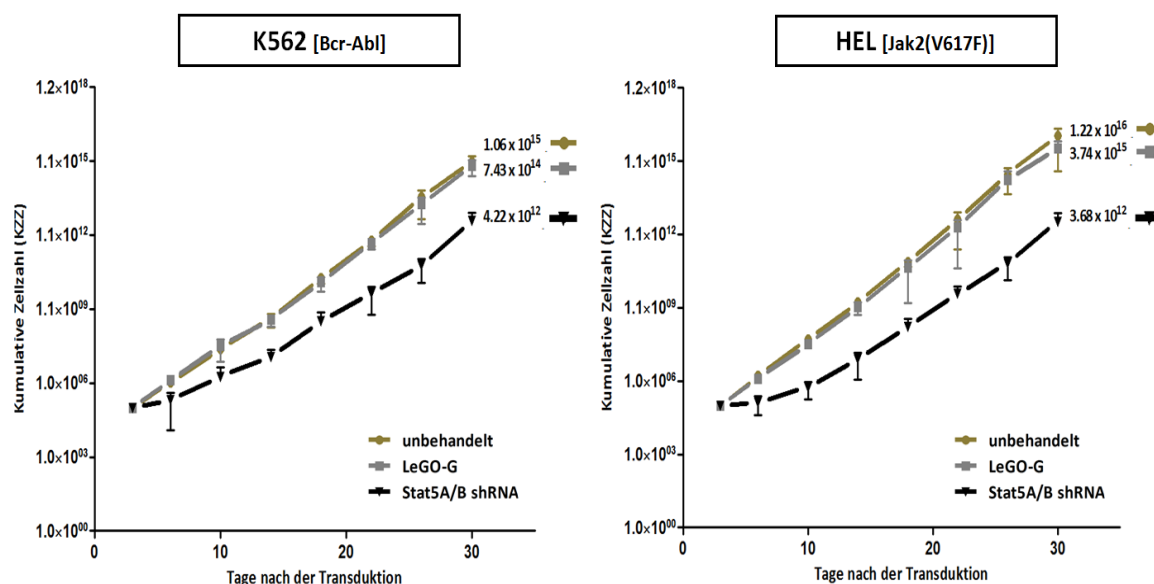 K562 [Bcr-Abl]
Kumulative Zellzahl (KZZ)
1.2×10^18
1.1×10^15
1.1×10^12
1.1×10^09
1.0×10^06
1.0×10^03
1.0×10^00
1.06 x 10^15
7.43 x 10^14
4.22 x 10^12
unbehandelt
LeGO-G
Stat5A/B shRNA
0 10 20 30
Tage nach der Transduktion
HEL [Jak2(V617F)]
Kumulative Zellzahl (KZZ)
1.2×10^18
1.1×10^15
1.1×10^12
1.1×10^09
1.0×10^06
1.0×10^03
1.0×10^00
1.22 x 10^16
3.74 x 10^15
3.68 x 10^12
unbehandelt
LeGO-G
Stat5A/B shRNA
0 10 20 30
Tage nach der Transduktion